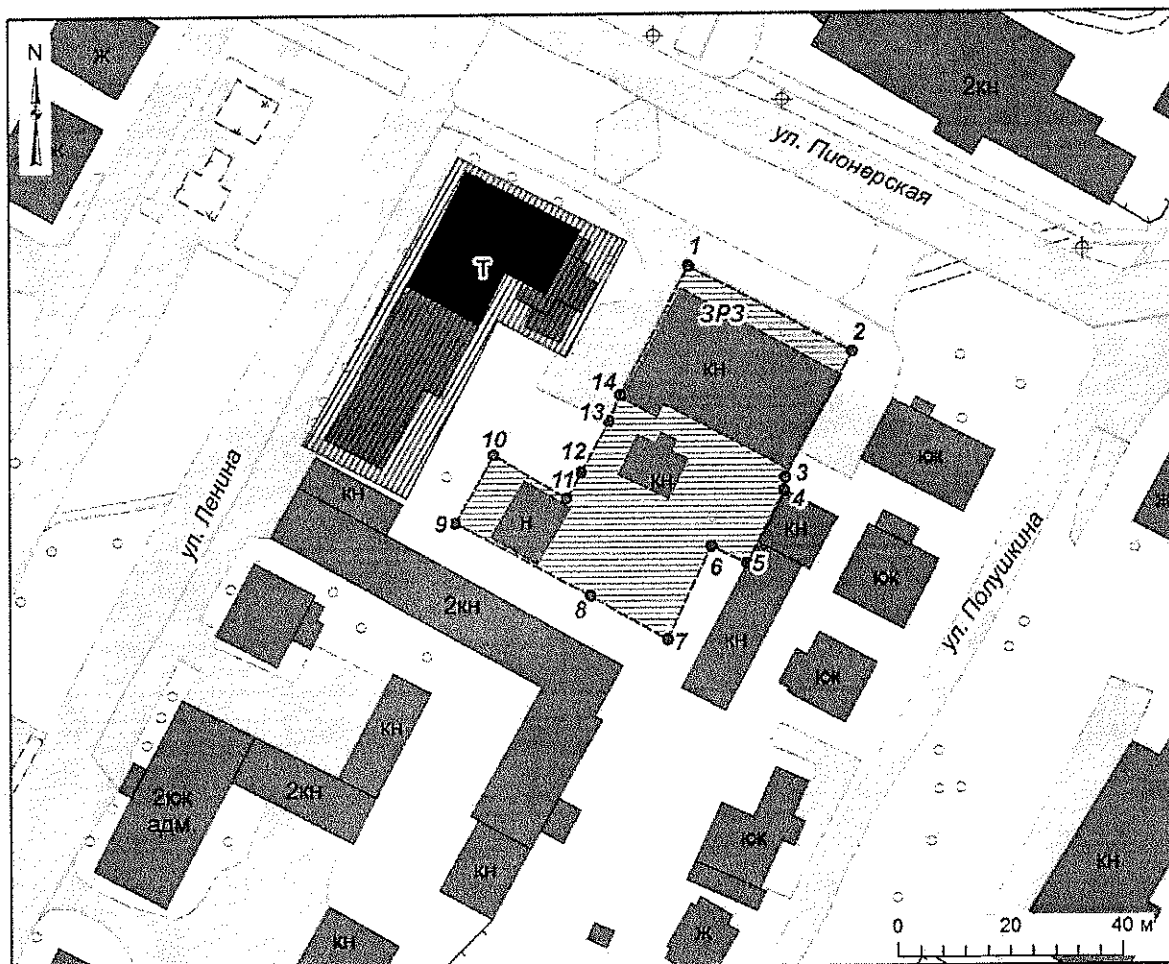 N
Ж
2кн
ул. Пионерская
1
Т
ЗРЗ
2
кн
14
13
10
12
3
кн
11
4
юк
кн
Н
кн
ж
9
6
5
юк
ул. Ленина
8
2кн
7
кн
ул. Полушкина
юк
кн
2кн
2юк
адм
юк
кн
кн
кн
ж
0 20 40 м